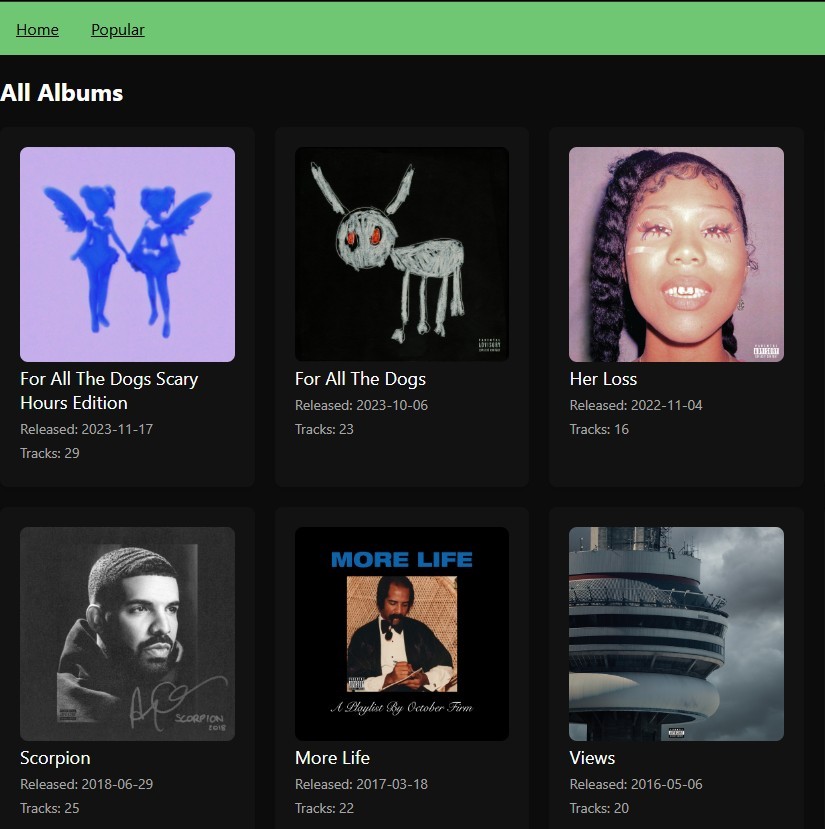 Home
Popular
All Albums
For All The Dogs Scary
Hours Edition
Released: 2023-11-17
Tracks: 29
For All The Dogs
Released: 2023-10-06
Tracks: 23
Her Loss
Released: 2022-11-04
Tracks: 16
SCORPION
2018
Scorpion
Released: 2018-06-29
Tracks: 25
MORE LIFE
A Playlist By October Firm
More Life
Released: 2017-03-18
Tracks: 22
Views
Released: 2016-05-06
Tracks: 20